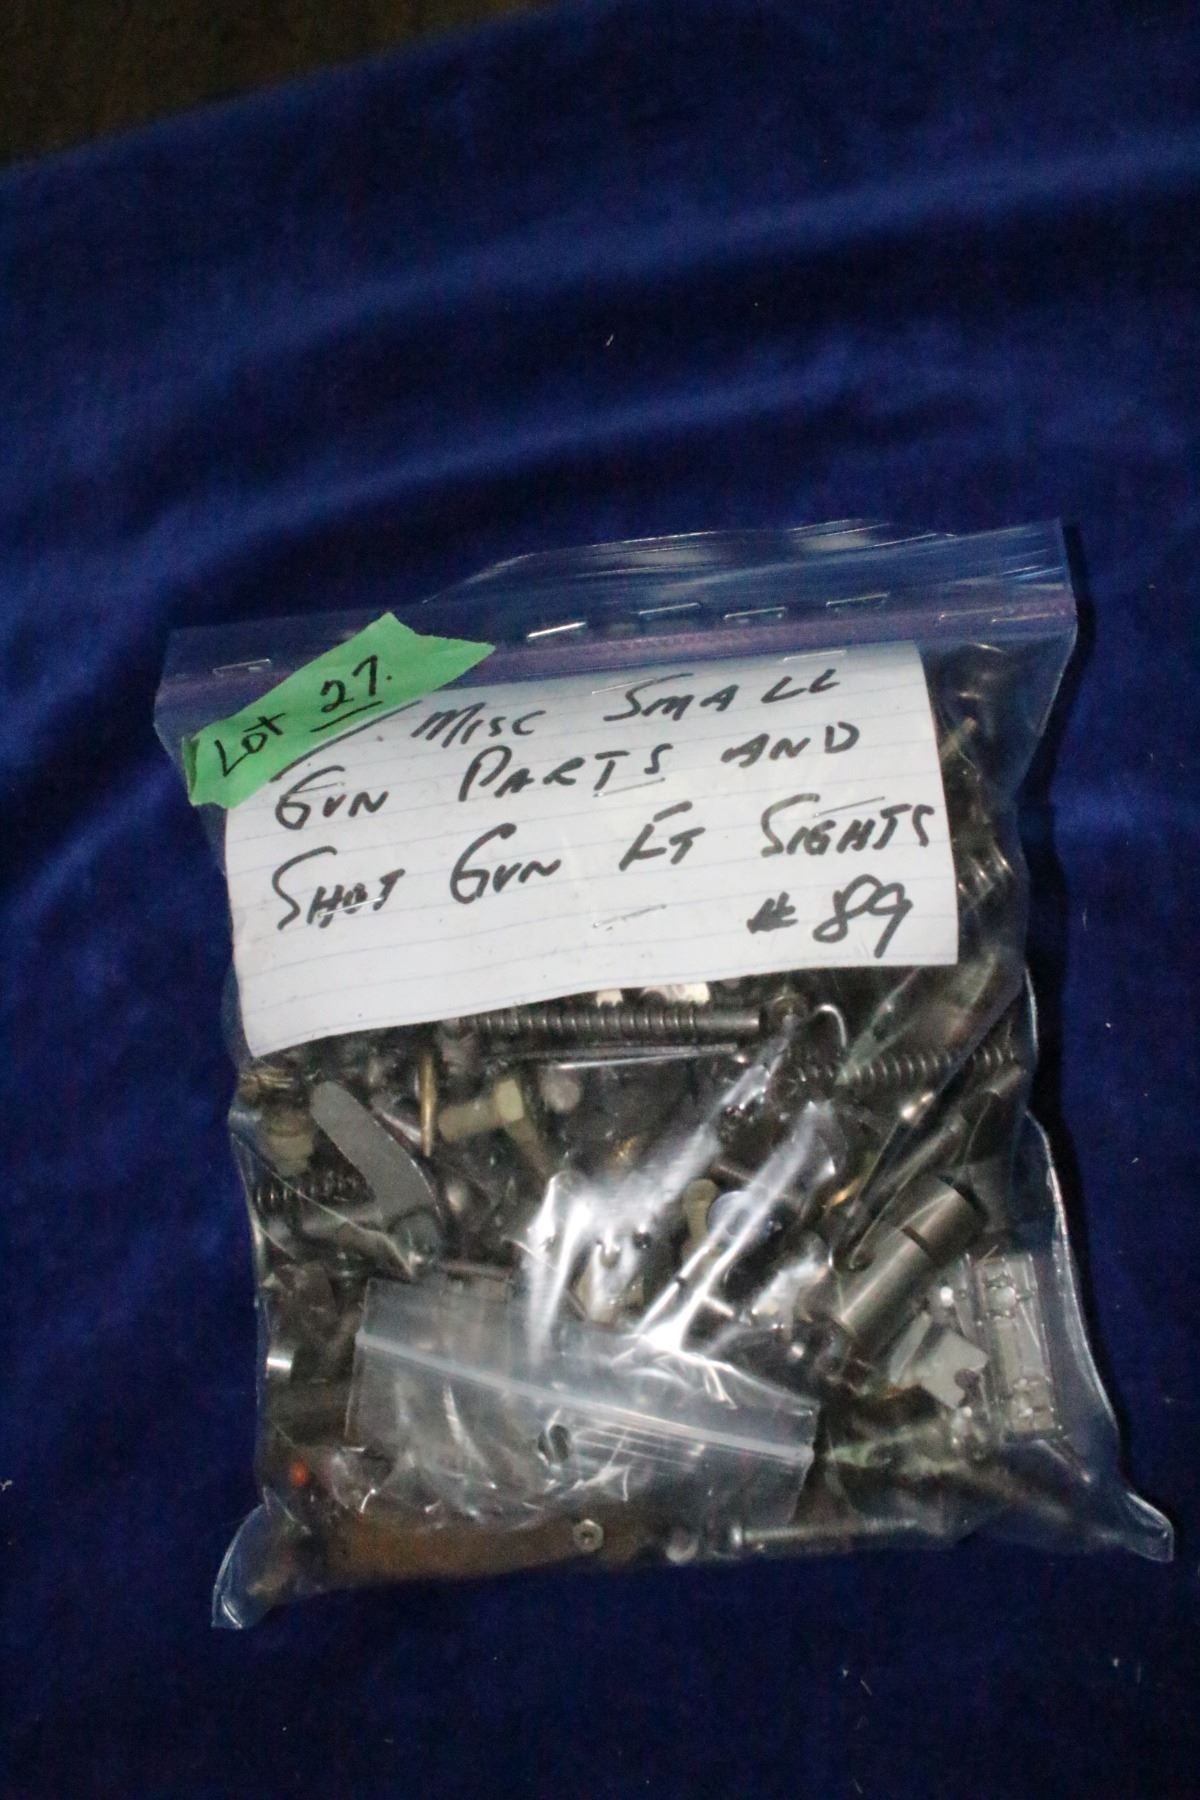 Lot 27.
Misc Small
Gun Parts and
Shot Gun Ft Sights
# 89